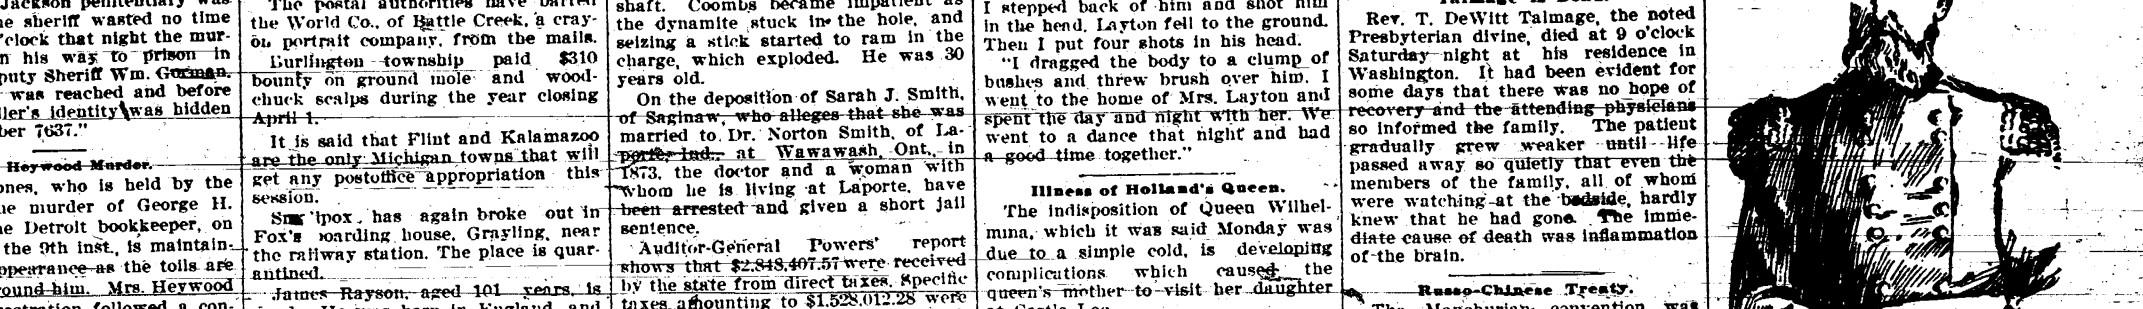 Jackson penitentiary was
sheriff wasted no time
o'clock that night the mur-
his way to prison in
puty Sheriff Wm. Gorman.
was reached and before
ller's identity was hidden
ber 7637."
Heywood Murder.
ones, who is held by the
murder of George H.
Detroit bookkeeper, on
the 9th inst., is maintain-
ppearance as the toils are
ound him. Mrs. Heywood
followed a con-
The postal authorities have barred
the World Co., of Battle Creek, a cray-
on portrait company, from the mails.
Burlington township paid $310
bounty on ground mole and wood-
chuck scalps during the year closing
April 1.
It is said that Flint and Kalamazoo
are the only Michigan towns that will
get any postoffice appropriation this
session.
has again broke out in
Fox's boarding house, Grayling, near
the railway station. The place is quar-
antined.
James Rayson, aged 101 years, is
born in England, and
shaft. Coombs became impatient as
the dynamite stuck in the hole, and
seizing a stick started to ram in the
charge, which exploded. He was 30
years old.
On the deposition of Sarah J. Smith,
of Saginaw, who alleges that she was
married to Dr. Norton Smith, of La-
porte, Ind., at Wawawash, Ont., in
1873, the doctor and a woman with
whom he is living at Laporte, have
been arrested and given a short jail
sentence.
Auditor-General Powers' report
shows that $2,848,407.57 were received
by the state from direct taxes. Specific
taxes amounting to $1,528,012.28 were
I stepped back of him and shot him
in the head. Layton fell to the ground.
Then I put four shots in his head.
"I dragged the body to a clump of
bushes and threw brush over him. I
went to the home of Mrs. Layton and
spent the day and night with her. We
went to a dance that night and had
a good time together."
Illness of Holland's Queen.
The indisposition of Queen Wilhel-
mina, which it was said Monday was
due to a simple cold, is developing
complications which caused the
queen's mother to visit her daughter
at Castle Loo.
Rev. T. DeWitt Talmage, the noted
Presbyterian divine, died at 9 o'clock
Saturday night at his residence in
Washington. It had been evident for
some days that there was no hope of
recovery and the attending physicians
so informed the family. The patient
gradually grew weaker until life
passed away so quietly that even the
members of the family, all of whom
were watching at the bedside, hardly
knew that he had gone. The imme-
diate cause of death was inflammation
of the brain.
Russo-Chinese Treaty.
The Manchurian convention was